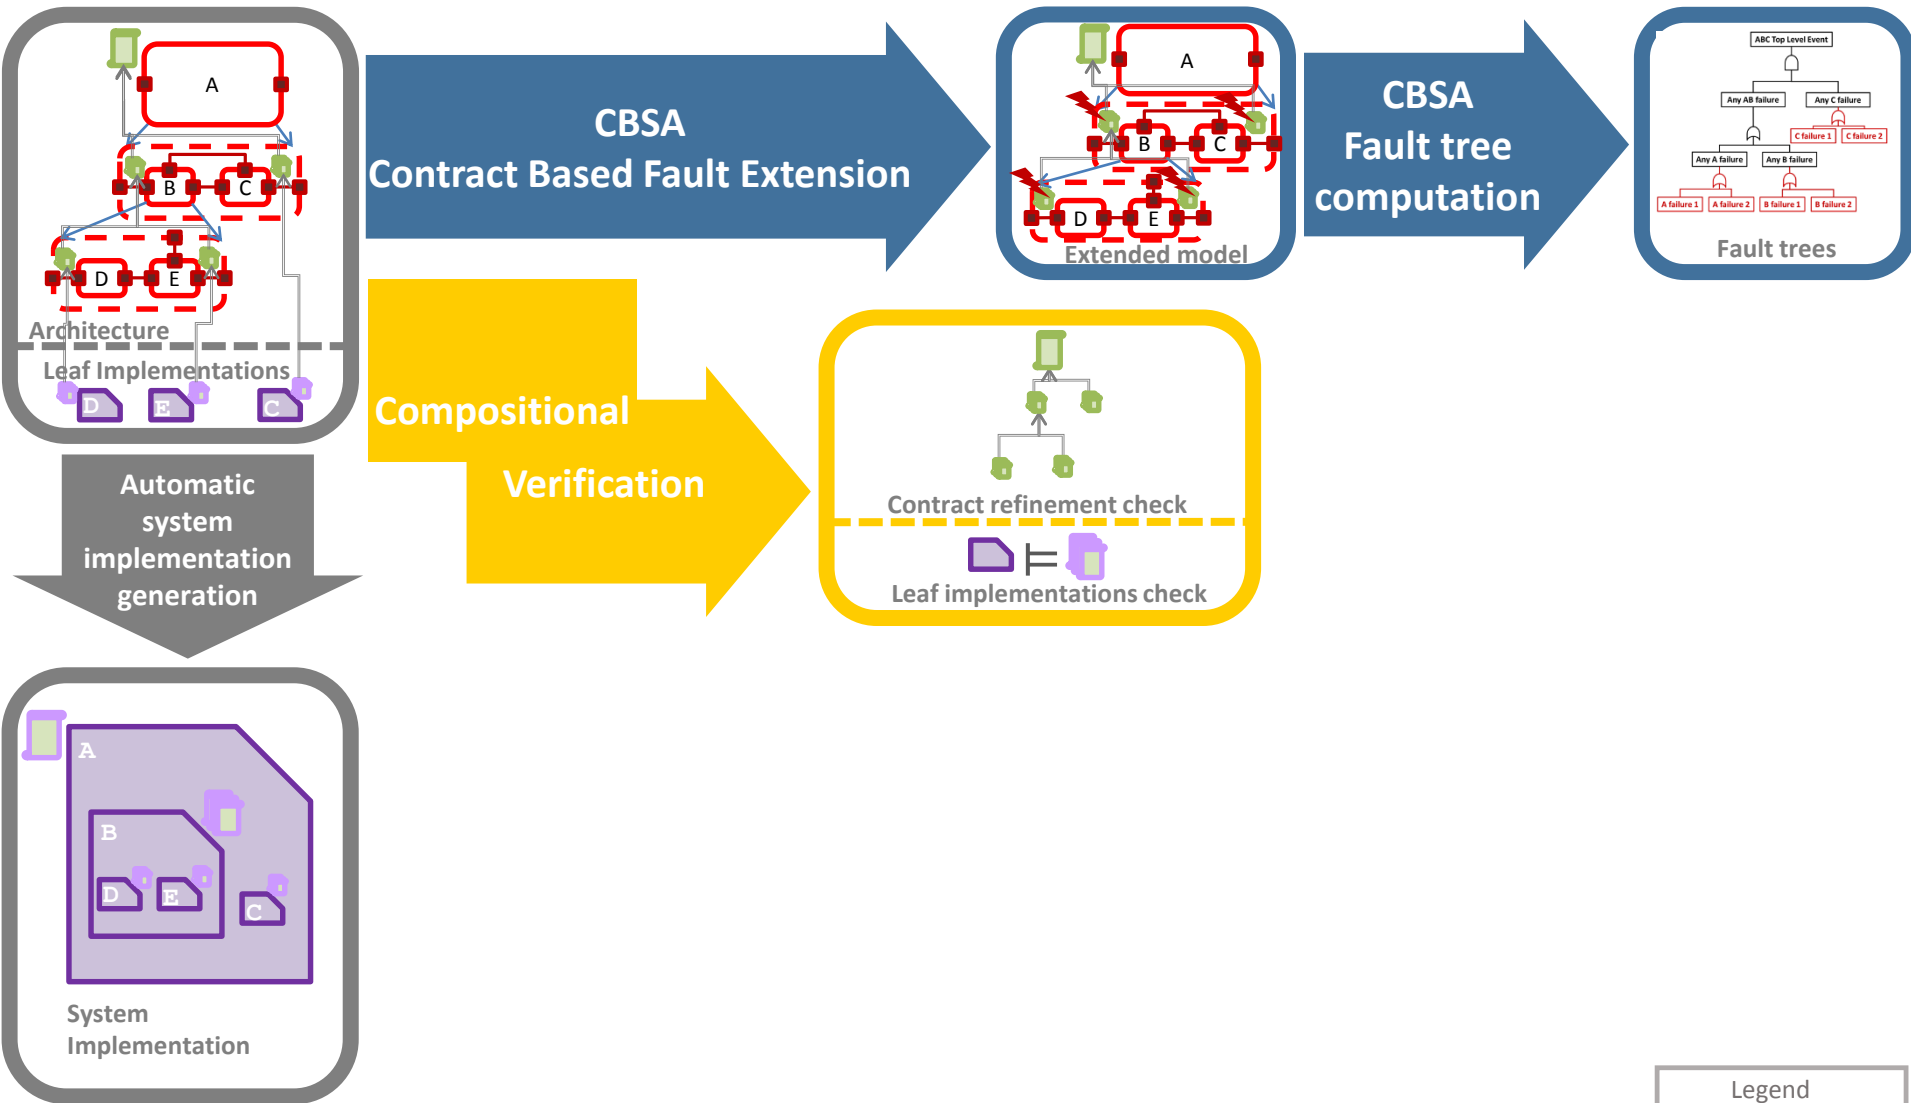 A
B
C
D
E
Architecture
Leaf Implementations
D
E
C
CBSA
Contract Based Fault Extension
A
B
C
D
E
Extended model
CBSA
Fault tree
computation
ABC Top Level Event
Any AB failure
Any C failure
C failure 1
C failure 2
Any A failure
Any B failure
A failure 1
A failure 2
B failure 1
B failure 2
Fault trees
Compositional
Verification
Contract refinement check
Leaf implementations check
Automatic
system
implementation
generation
A
B
D
E
C
System
Implementation
Legend